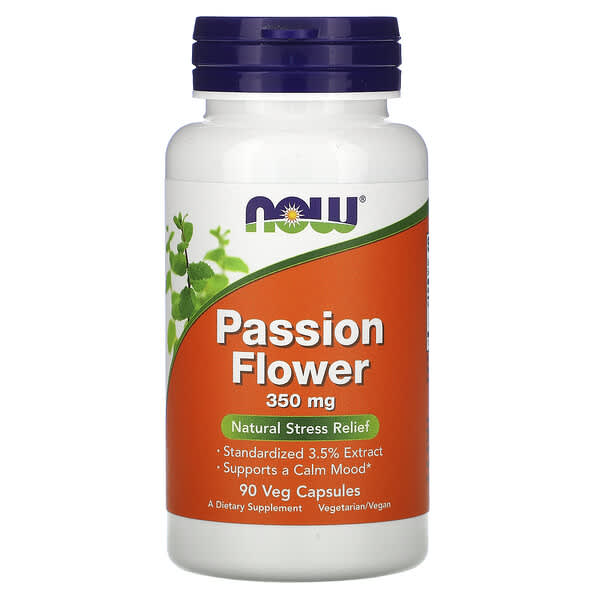 NOW®
Passion
Flower
350 mg
Natural Stress Relief
· Standardized 3.5% Extract
· Supports a Calm Mood*
90 Veg Capsules
A Dietary Supplement Vegetarian/Vegan